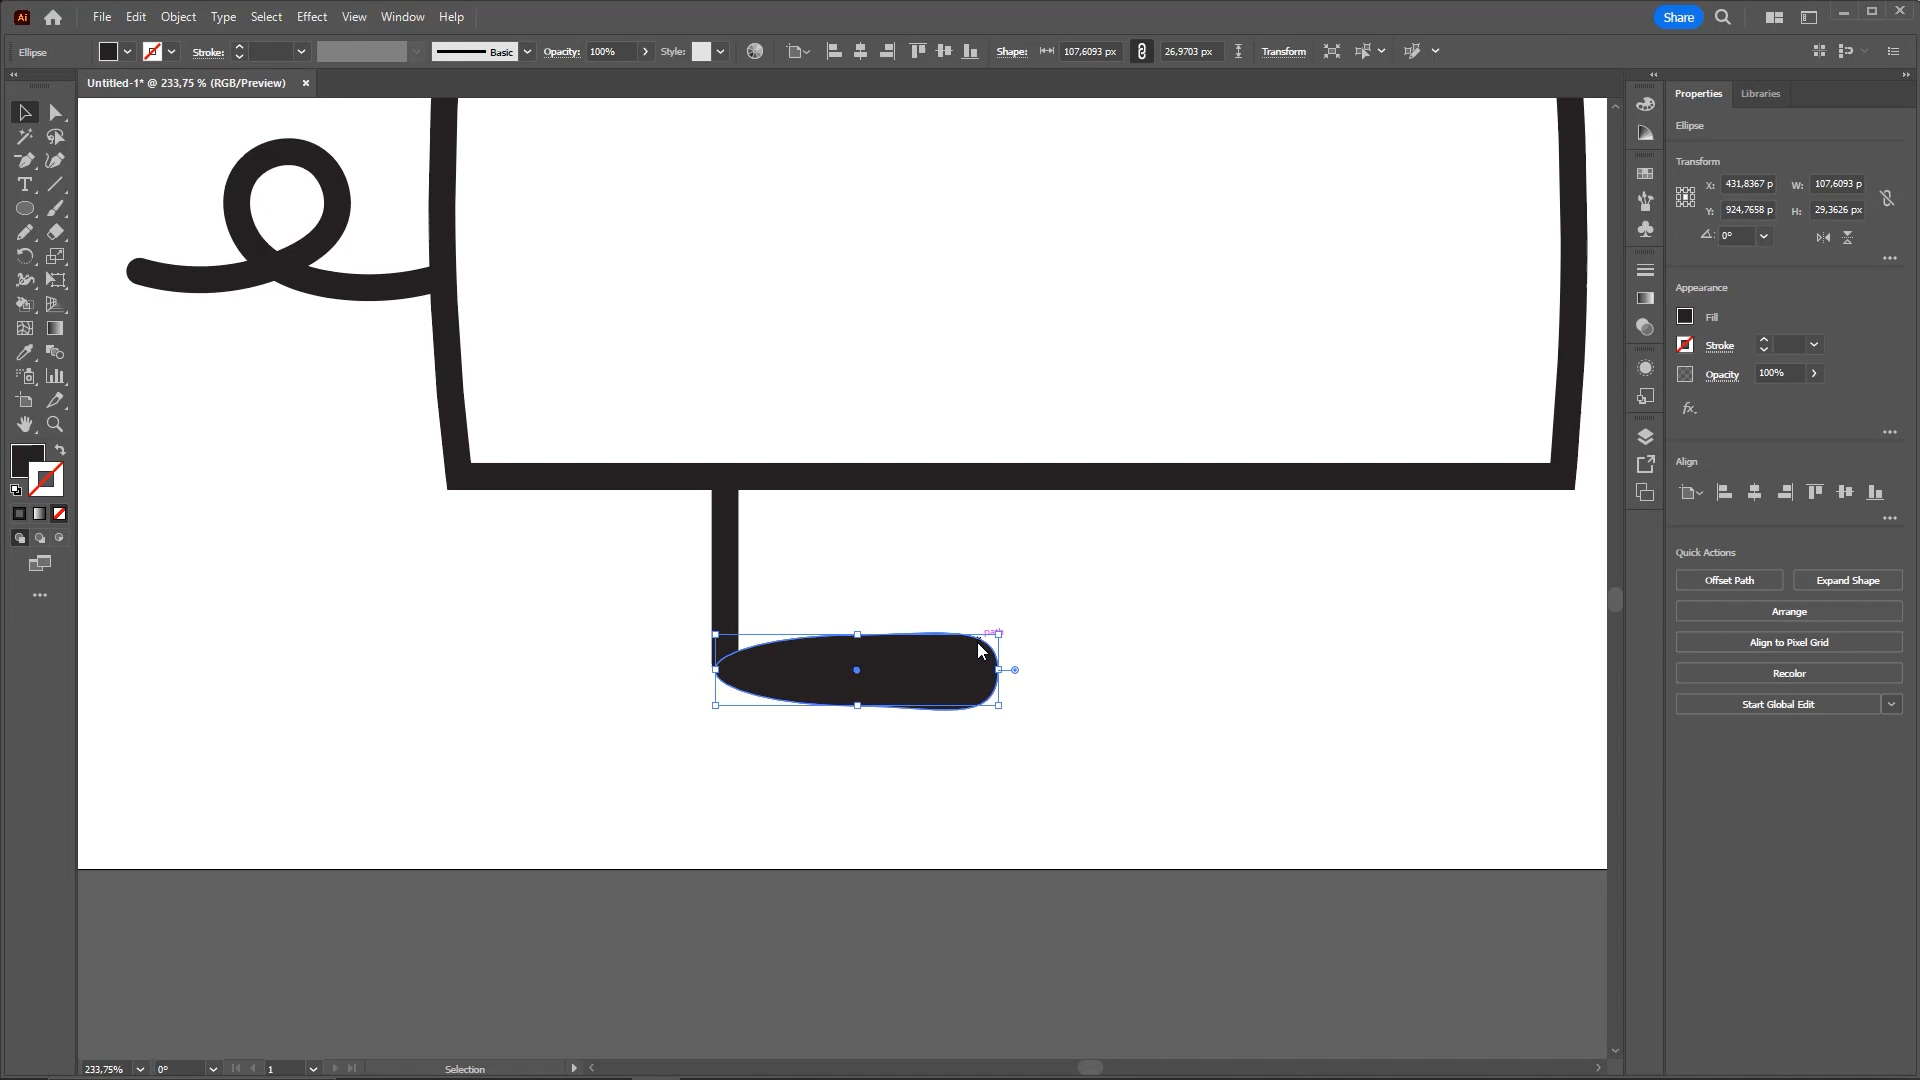 Ai
File Edit Object Type Select Effect View Window Help
Share
Ellipse
Stroke:
Basic
Opacity: 100%
Style:
Shape: 107,6093 px 26,9703 px Transform
Untitled-1* @ 233,75 % (RGB/Preview) ×
Properties Libraries
Ellipse
Transform
X: 431,8367 p W: 107,6093 p
Y: 924,7658 p H: 29,3626 px
0°
Appearance
Fill
Stroke
Opacity 100%
fx.
Align
Quick Actions
Offset Path Expand Shape
Arrange
path
Align to Pixel Grid
Recolor
Start Global Edit
233,75% 0° 1 Selection